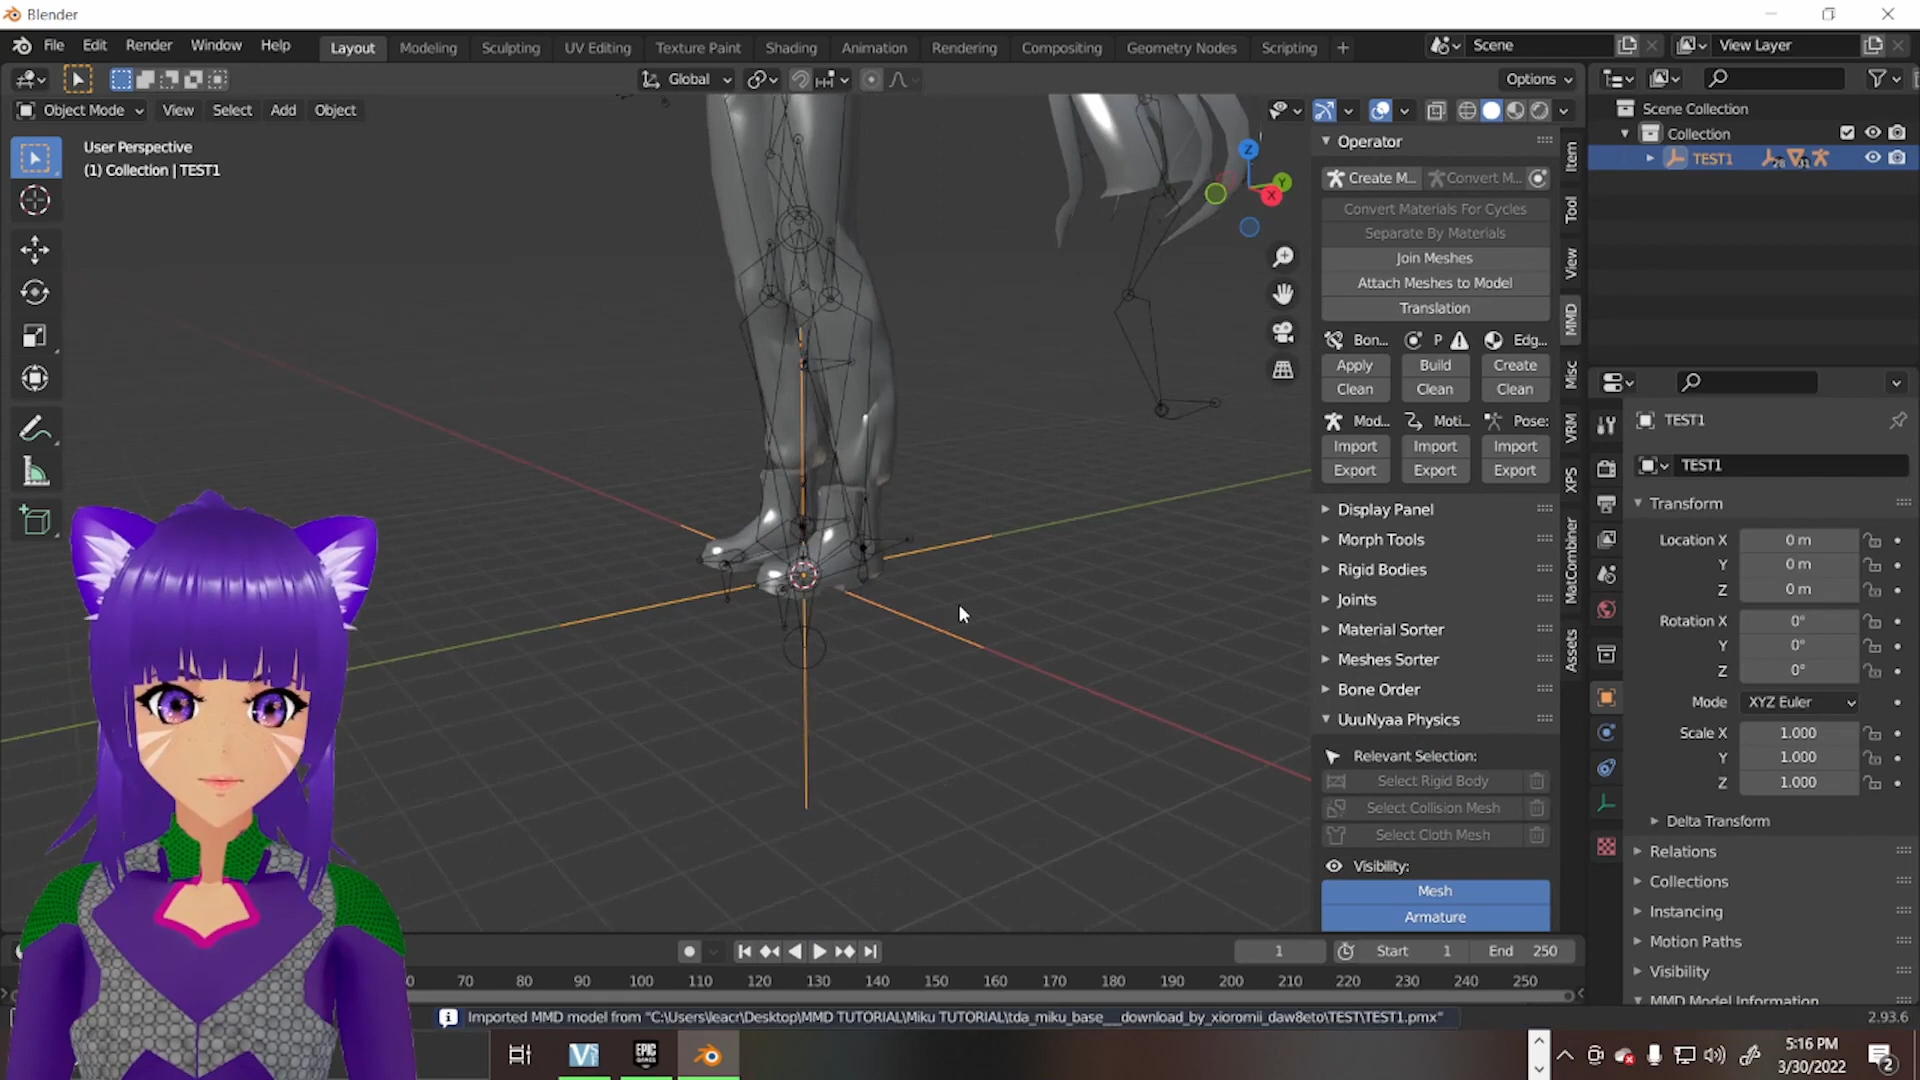 Blender
File Edit Render Window Help Layout Modeling Sculpting UV Editing Texture Paint Shading Animation Rendering Compositing Geometry Nodes Scripting + Scene View Layer
Global Options
Object Mode View Select Add Object
User Perspective
(1) Collection | TEST1
Z
Y
X
Operator
Create M... Convert M...
Convert Materials For Cycles
Separate By Materials
Join Meshes
Attach Meshes to Model
Translation
Bon... P Edg...
Apply Build Create
Clean Clean Clean
Mod... Moti... Pose:
Import Import Import
Export Export Export
Display Panel
Morph Tools
Rigid Bodies
Joints
Material Sorter
Meshes Sorter
Bone Order
UuuNyaa Physics
Relevant Selection:
Select Rigid Body
Select Collision Mesh
Select Cloth Mesh
Visibility:
Mesh
Armature
Item
Tool
View
MMD
Misc
VRM
XPS
MatCombiner
Assets
Scene Collection
Collection
TEST1 28 31
TEST1
TEST1
Transform
Location X 0 m
Y 0 m
Z 0 m
Rotation X 0°
Y 0°
Z 0°
Mode XYZ Euler
Scale X 1.000
Y 1.000
Z 1.000
Delta Transform
Relations
Collections
Instancing
Motion Paths
Visibility
MMD Model Information
1 Start 1 End 250
0 70 80 90 100 110 120 130 140 150 160 170 180 190 200 210 220 230 240 250
Imported MMD model from "C:\Users\leacr\Desktop\MMD TUTORIAL\Miku TUTORIAL\tda_miku_base__download_by_xioromii_daw8eto\TEST\TEST1.pmx"
2.93.6
EPIC
GAMES
5:16 PM
3/30/2022
2